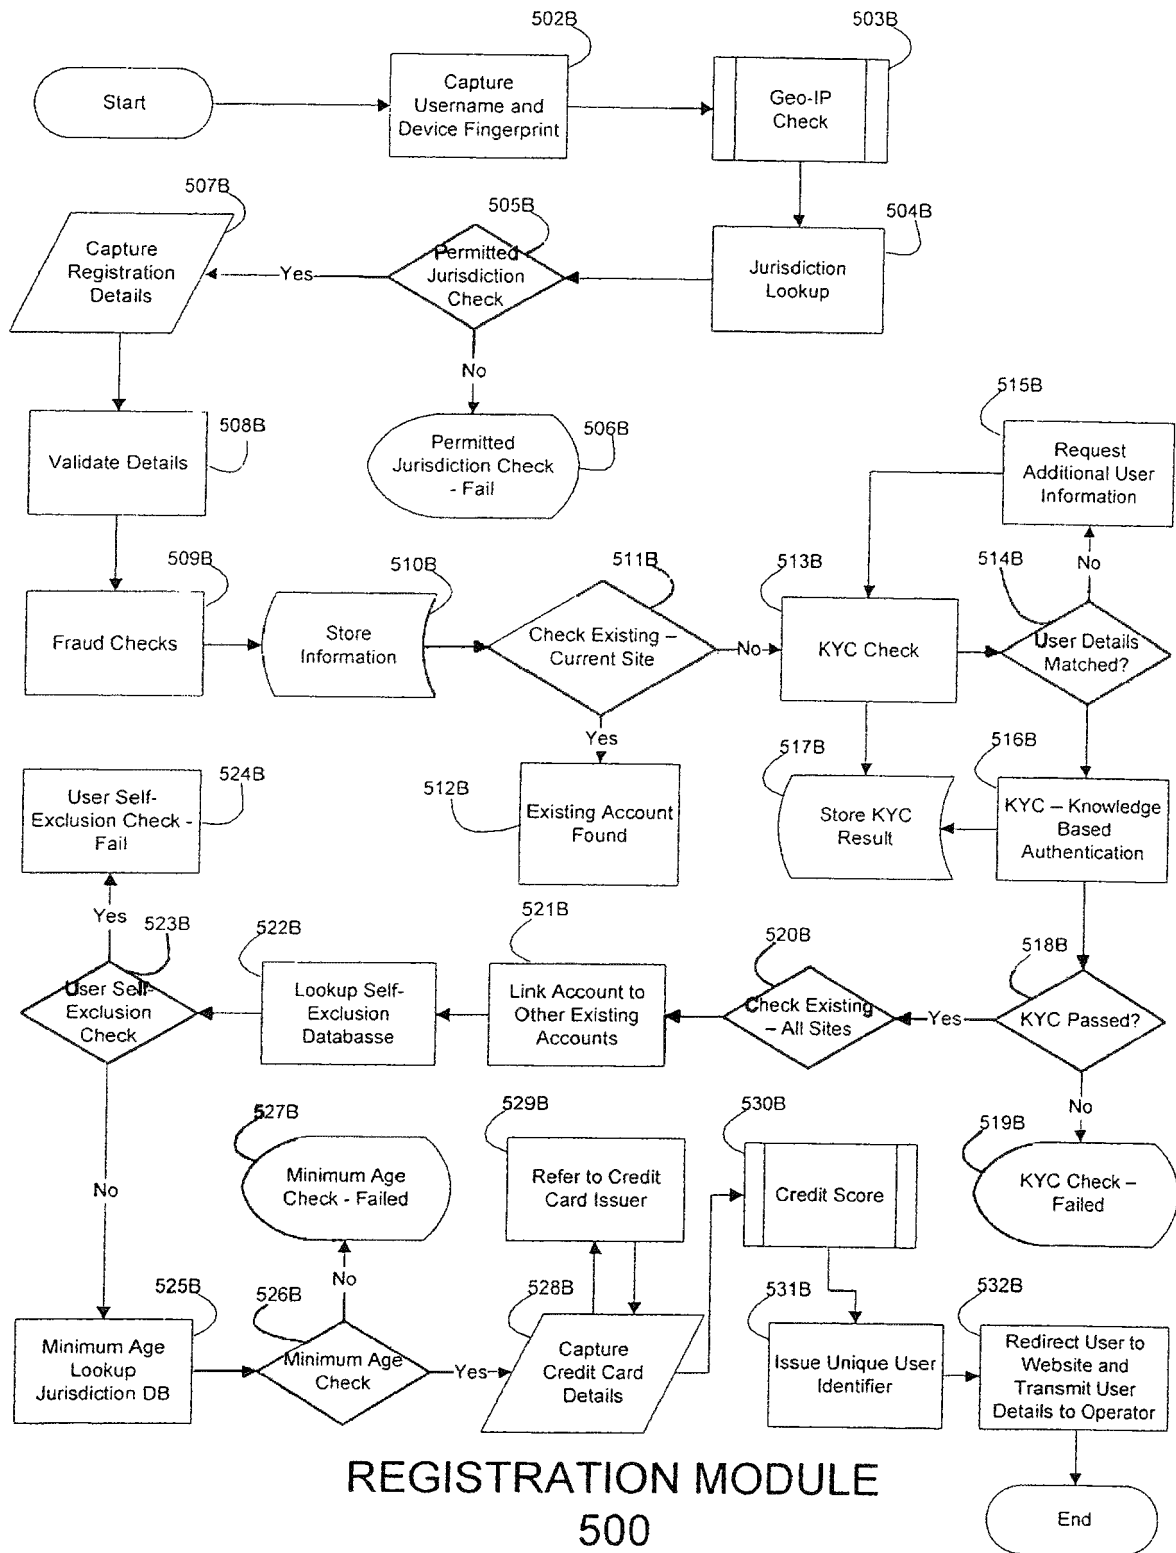 502B
503B
Start
Capture
Username and
Device Fingerprint
Geo-IP
Check
507B
505B
504B
Capture
Registration
Details
Yes
Permitted
Jurisdiction
Check
Jurisdiction
Lookup
No
515B
508B
506B
Validate Details
Permitted
Jurisdiction Check
- Fail
Request
Additional User
Information
509B
510B
511B
513B
514B
No
Fraud Checks
Store
Information
Check Existing –
Current Site
No
KYC Check
User Details
Matched?
Yes
524B
512B
517B
516B
User Self-
Exclusion Check -
Fail
Existing Account
Found
Store KYC
Result
KYC – Knowledge
Based
Authentication
Yes
523B
522B
521B
520B
518B
User Self-
Exclusion
Check
Lookup Self-
Exclusion
Databasse
Link Account to
Other Existing
Accounts
Check Existing
– All Sites
Yes
KYC Passed?
No
527B
529B
530B
519B
No
Minimum Age
Check - Failed
Refer to Credit
Card Issuer
Credit Score
KYC Check –
Failed
No
525B
526B
528B
531B
532B
Minimum Age
Lookup
Jurisdiction DB
Minimum Age
Check
Yes
Capture
Credit Card
Details
Issue Unique User
Identifier
Redirect User to
Website and
Transmit User
Details to Operator
REGISTRATION MODULE
500
End